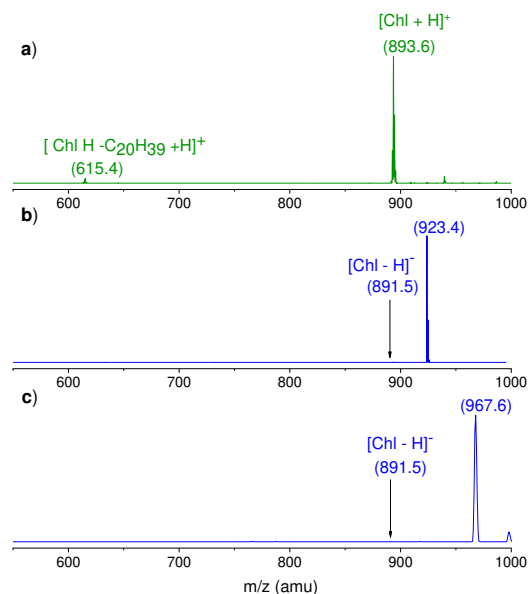 a)
[Chl + H]⁺
(893.6)
[ Chl H -C₂₀H₃₉ +H]⁺
(615.4)
600 700 800 900 1000
b)
(923.4)
[Chl - H]⁻
(891.5)
600 700 800 900 1000
c)
(967.6)
[Chl - H]⁻
(891.5)
600 700 800 900 1000
m/z (amu)